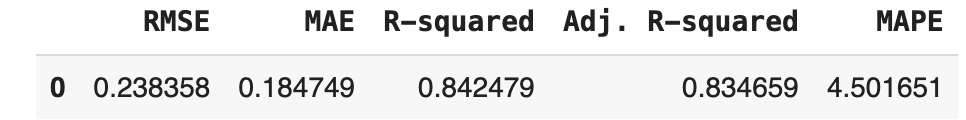 RMSE MAE R-squared Adj. R-squared MAPE
0 0.238358 0.184749 0.842479 0.834659 4.501651